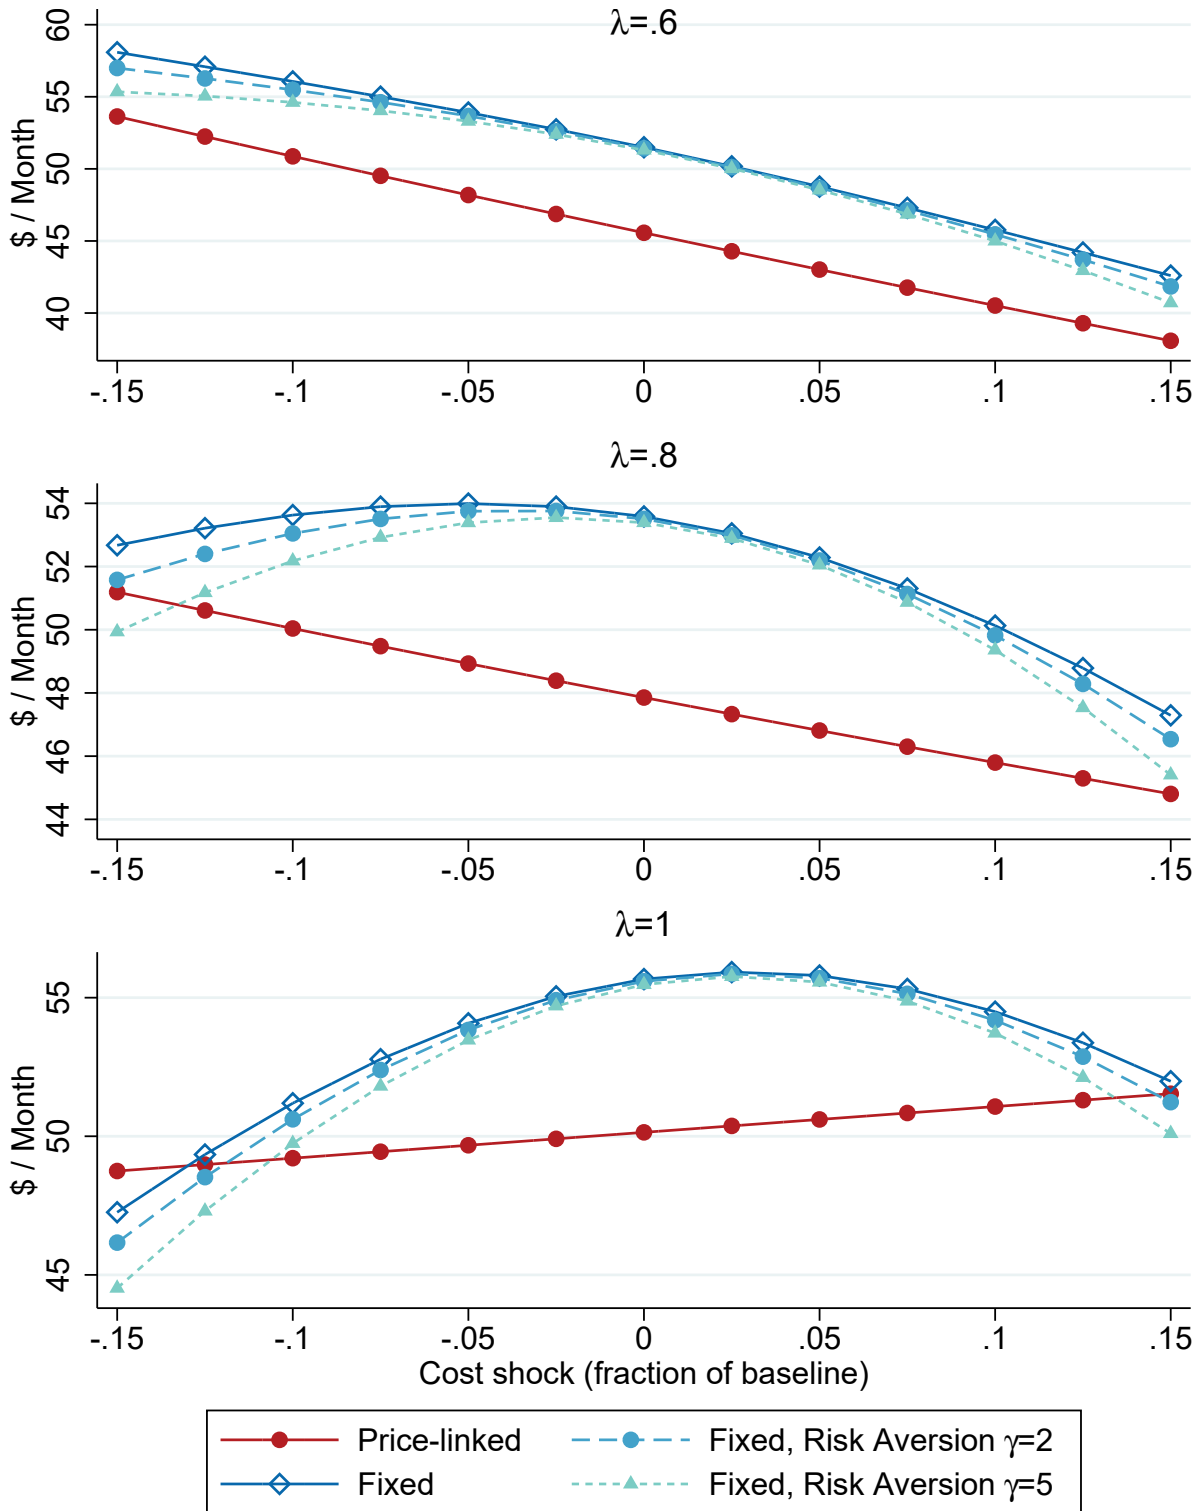 λ=.6
$ / Month
60
55
50
45
40
-.15 -.1 -.05 0 .05 .1 .15
λ=.8
$ / Month
54
52
50
48
46
44
-.15 -.1 -.05 0 .05 .1 .15
λ=1
$ / Month
55
50
45
-.15 -.1 -.05 0 .05 .1 .15
Cost shock (fraction of baseline)
Price-linked Fixed, Risk Aversion γ=2
Fixed Fixed, Risk Aversion γ=5